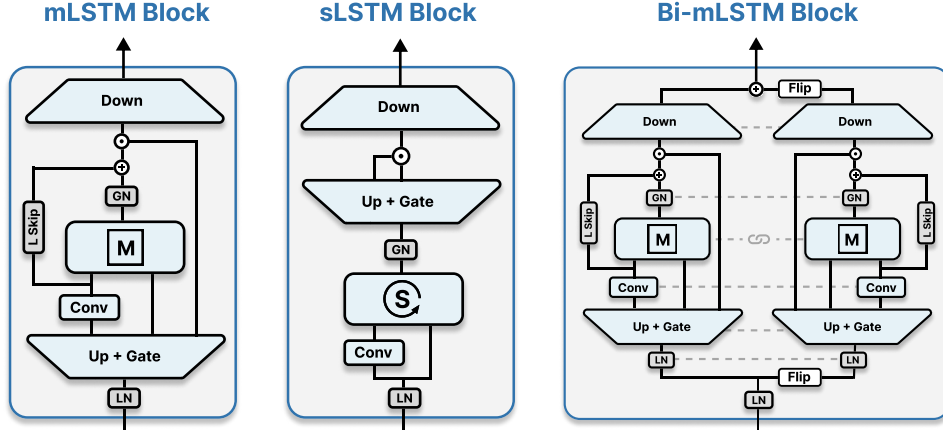 mLSTM Block
Down
GN
L Skip
M
Conv
Up + Gate
LN
sLSTM Block
Down
Up + Gate
GN
S
Conv
LN
Bi-mLSTM Block
Flip
Down
Down
GN
GN
L Skip
M
M
L Skip
Conv
Conv
Up + Gate
Up + Gate
LN
LN
Flip
LN